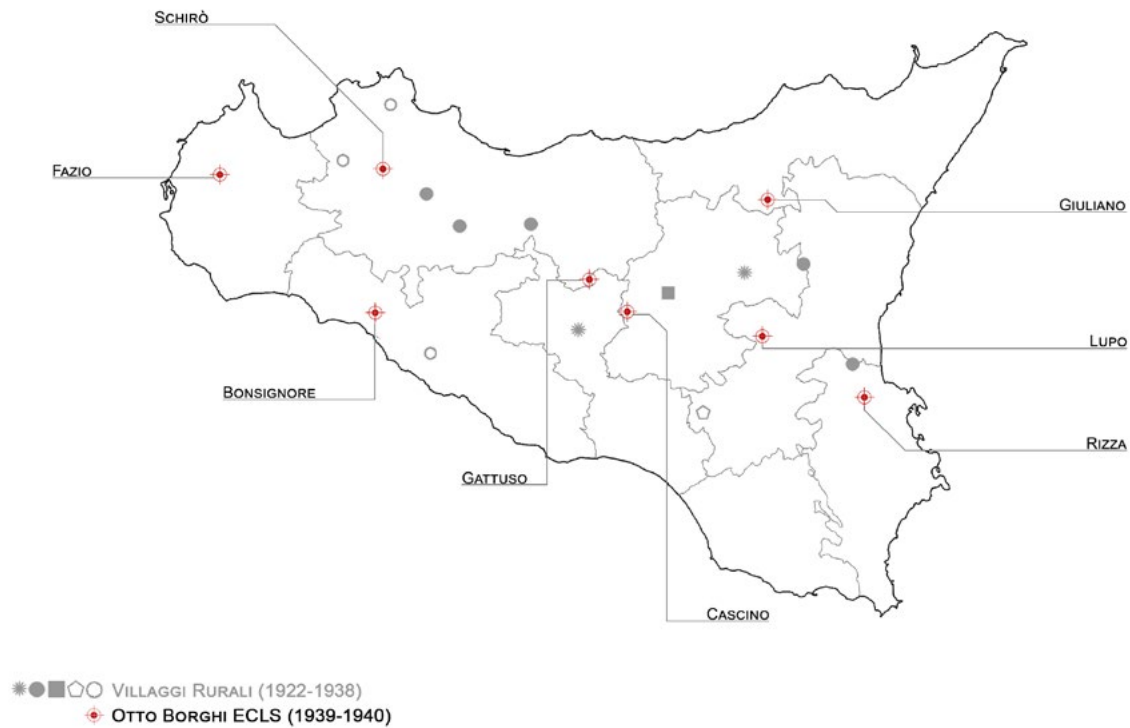 SCHIRÒ
FAZIO
GIULIANO
LUPO
BONSIGNORE
RIZZA
GATTUSO
CASCINO
VILLAGGI RURALI (1922-1938)
OTTO BORGHI ECLS (1939-1940)